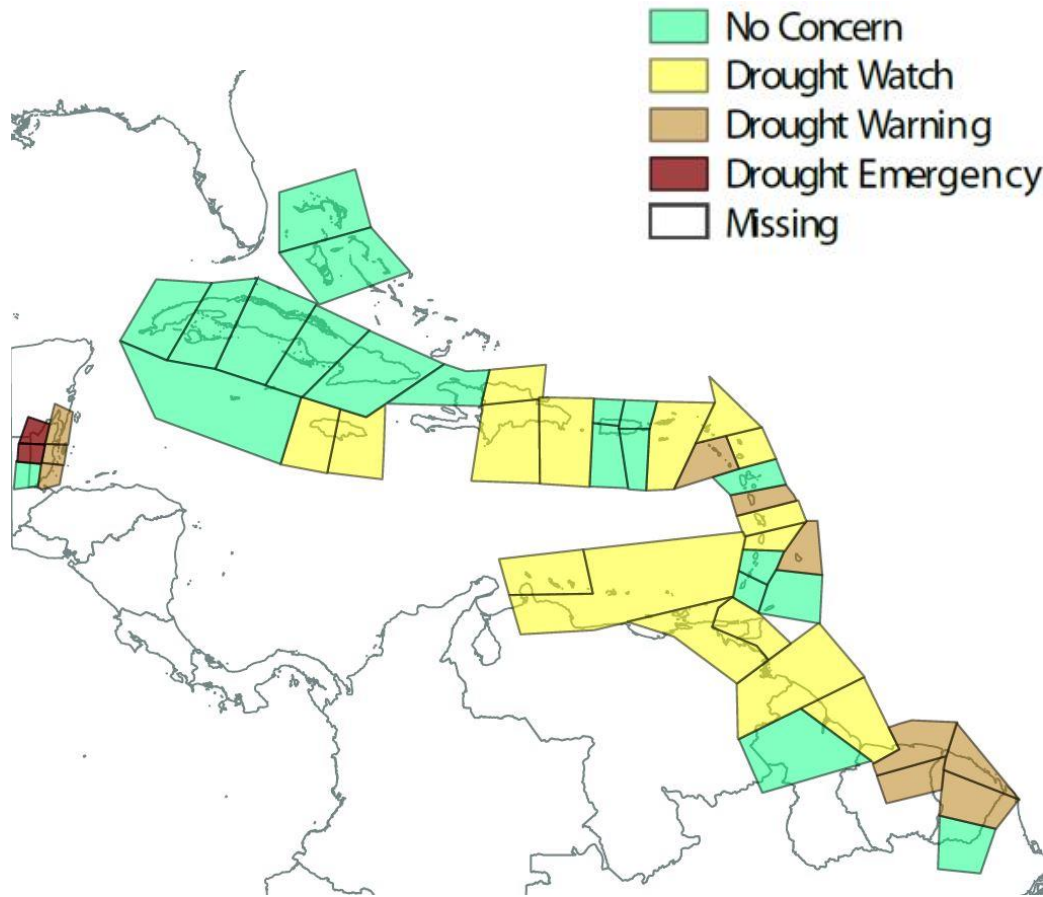 No Concern
Drought Watch
Drought Warning
Drought Emergency
Missing